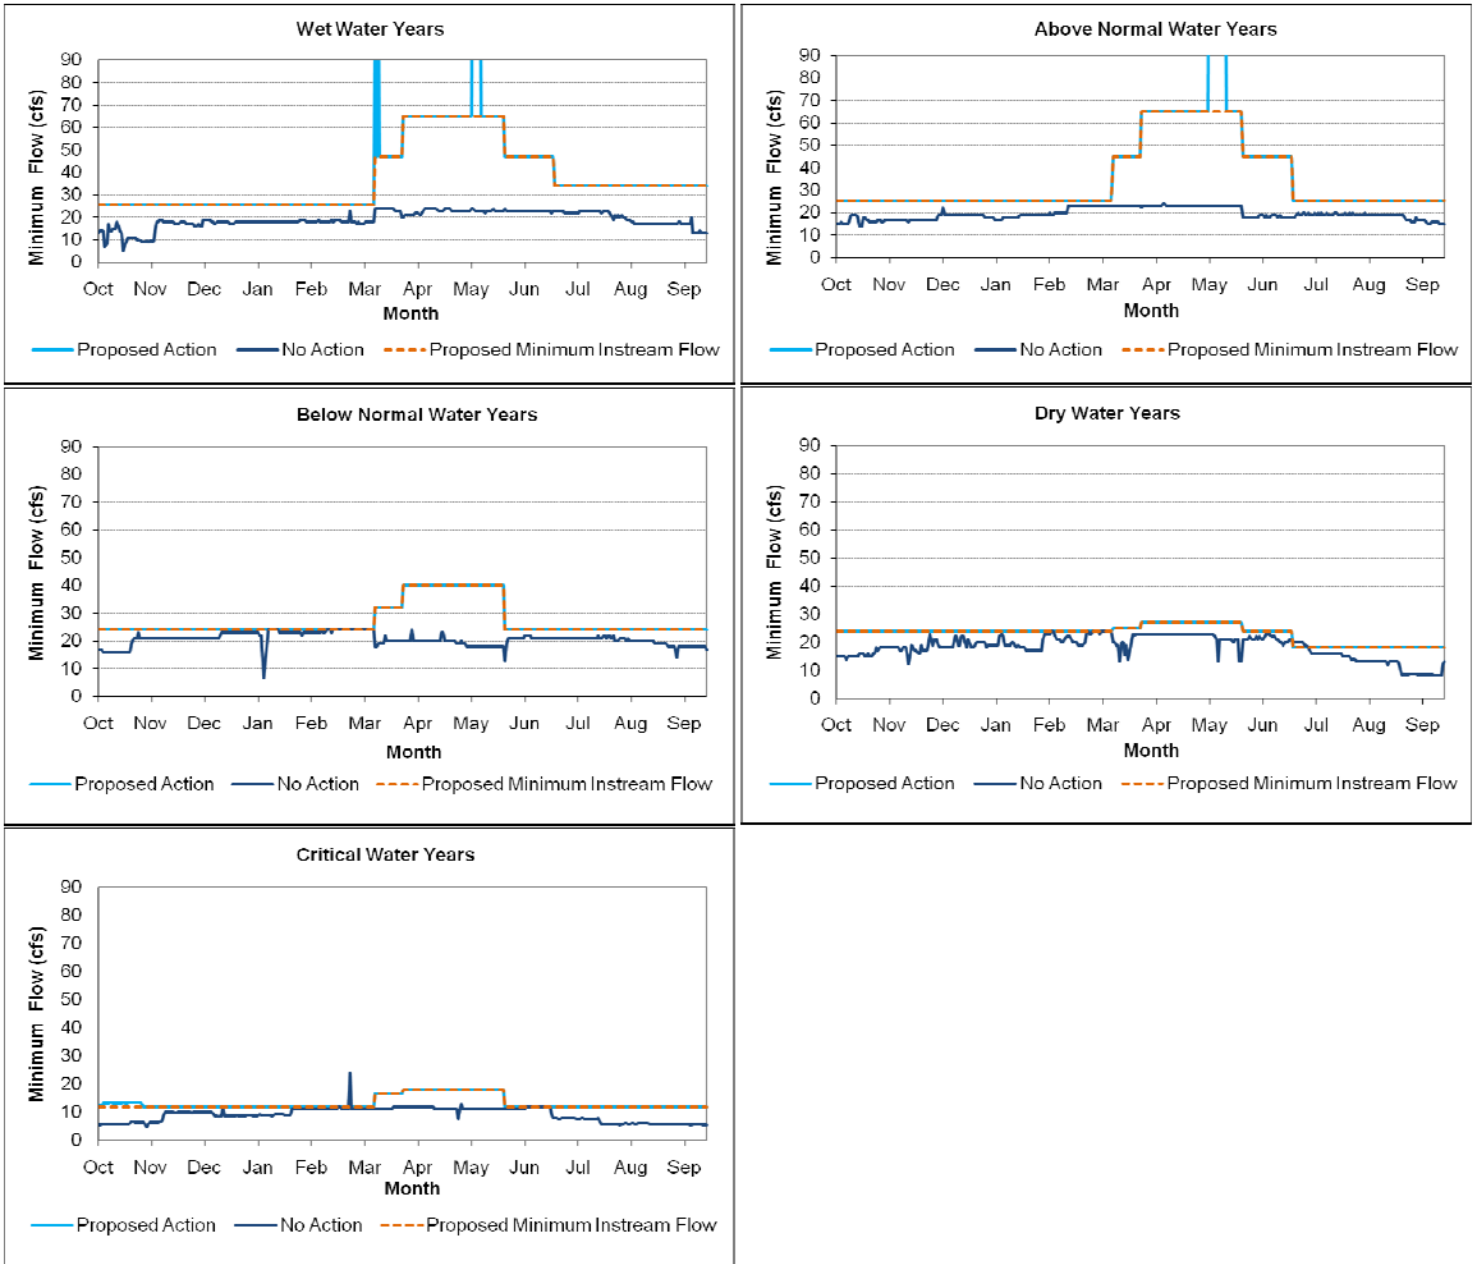 Wet Water Years
Minimum Flow (cfs)
90
80
70
60
50
40
30
20
10
0
Oct Nov Dec Jan Feb Mar Apr May Jun Jul Aug Sep
Month
Proposed Action No Action Proposed Minimum Instream Flow
Above Normal Water Years
Minimum Flow (cfs)
90
80
70
60
50
40
30
20
10
0
Oct Nov Dec Jan Feb Mar Apr May Jun Jul Aug Sep
Month
Proposed Action No Action Proposed Minimum Instream Flow
Below Normal Water Years
Minimum Flow (cfs)
90
80
70
60
50
40
30
20
10
0
Oct Nov Dec Jan Feb Mar Apr May Jun Jul Aug Sep
Month
Proposed Action No Action Proposed Minimum Instream Flow
Dry Water Years
Minimum Flow (cfs)
90
80
70
60
50
40
30
20
10
0
Oct Nov Dec Jan Feb Mar Apr May Jun Jul Aug Sep
Month
Proposed Action No Action Proposed Minimum Instream Flow
Critical Water Years
Minimum Flow (cfs)
90
80
70
60
50
40
30
20
10
0
Oct Nov Dec Jan Feb Mar Apr May Jun Jul Aug Sep
Month
Proposed Action No Action Proposed Minimum Instream Flow